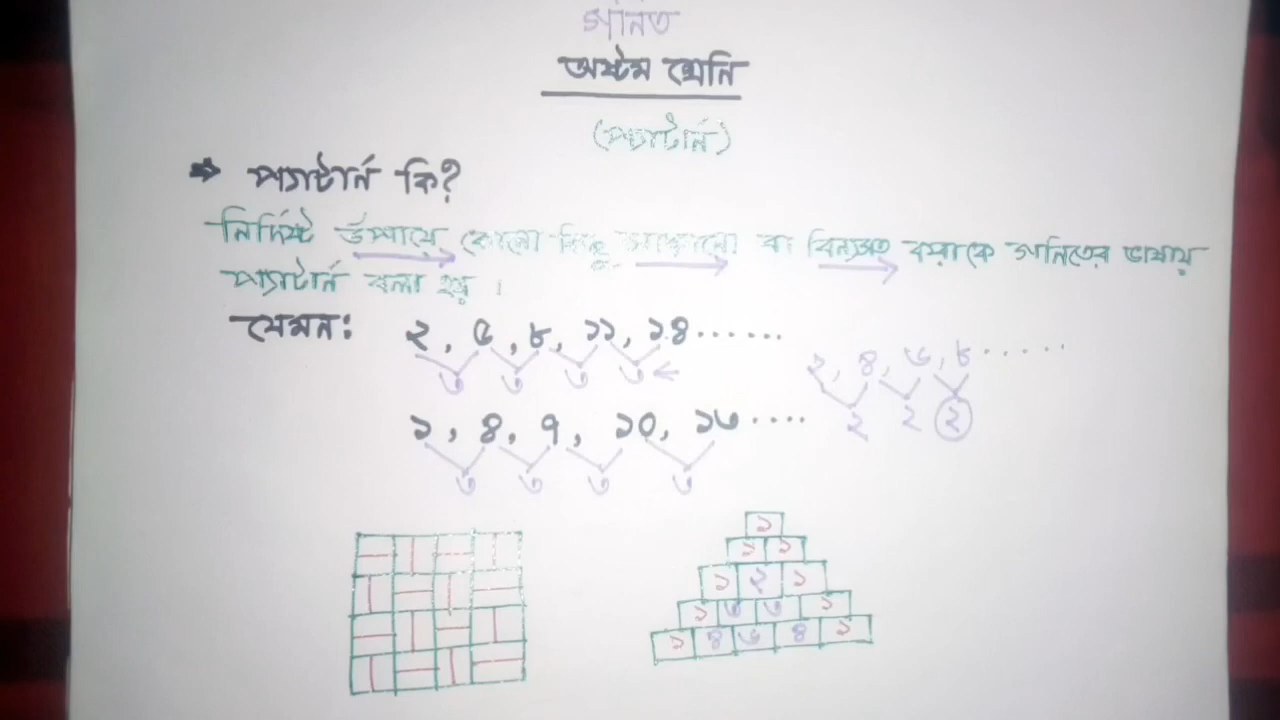 গনিত
অষ্টম শ্রেনি
(প্যাটার্ন)
⇒ প্যাটার্ন কি?
নির্দিষ্ট উপায়ে কোনো কিছু সাজানো বা বিন্যস্ত করাকে গনিতের ভাষায়
প্যাটার্ন বলা হয় ।
যেমন: ২, ৫, ৮, ১১, ১৪......
৩ ৩ ৩ ৩ ←
২, ৪, ৬, ৮.....
২ ২ ২
১, ৪, ৭, ১০, ১৩....
৩ ৩ ৩ ৩
১
১ ১
১ ২ ১
১ ৩ ৩ ১
১ ৪ ৬ ৪ ১